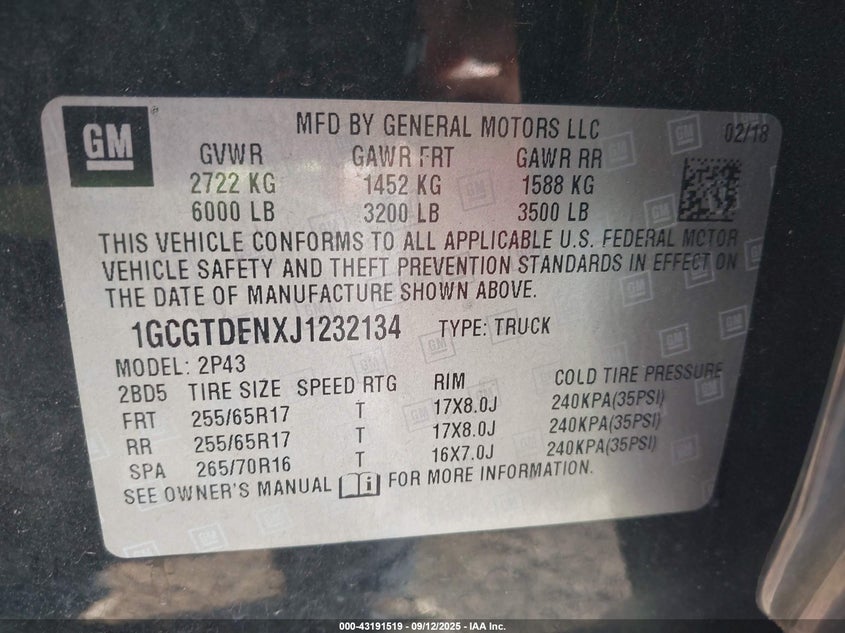 GM
MFD BY GENERAL MOTORS LLC 02/18
GVWR GAWR FRT GAWR RR
2722 KG 1452 KG 1588 KG
6000 LB 3200 LB 3500 LB
THIS VEHICLE CONFORMS TO ALL APPLICABLE U.S. FEDERAL MOTOR
VEHICLE SAFETY AND THEFT PREVENTION STANDARDS IN EFFECT ON
THE DATE OF MANUFACTURE SHOWN ABOVE.
1GCGTDENXJ1232134 TYPE: TRUCK
MODEL: 2P43
2BD5 TIRE SIZE SPEED RTG RIM COLD TIRE PRESSURE
FRT 255/65R17 T 17X8.0J 240KPA(35PSI)
RR 255/65R17 T 17X8.0J 240KPA(35PSI)
SPA 265/70R16 T 16X7.0J 240KPA(35PSI)
SEE OWNER'S MANUAL FOR MORE INFORMATION.
000-43191519 - 09/12/2025 - IAA Inc.